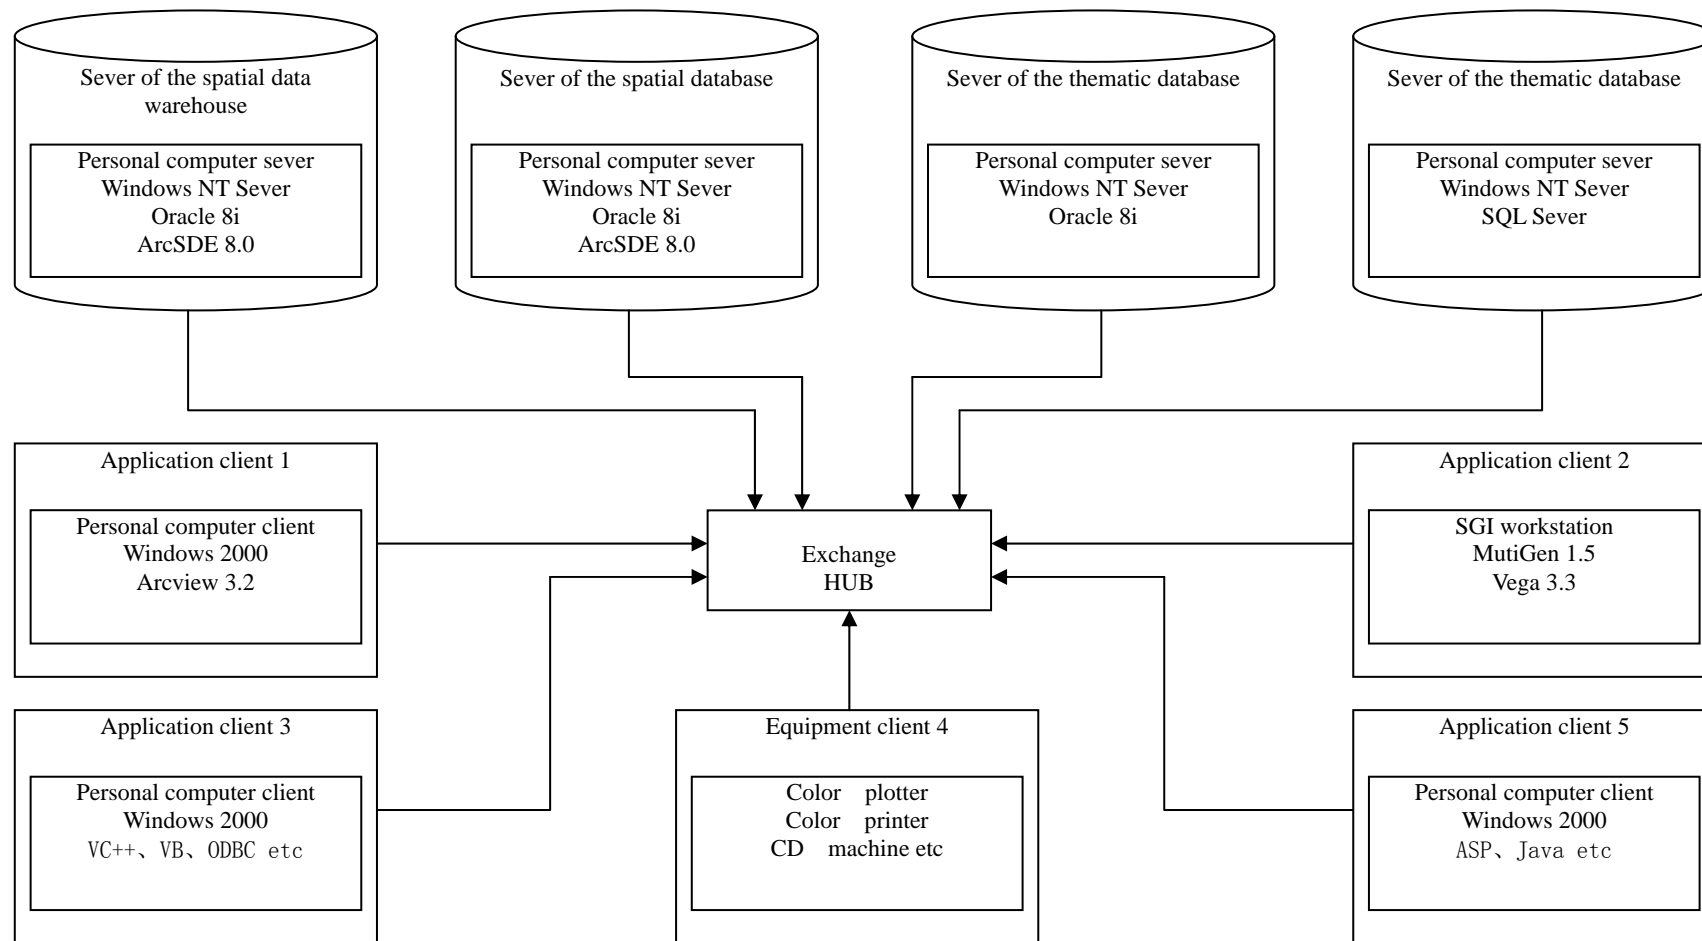 Sever of the spatial data
warehouse
Personal computer sever
Windows NT Sever
Oracle 8i
ArcSDE 8.0
Sever of the spatial database
Personal computer sever
Windows NT Sever
Oracle 8i
ArcSDE 8.0
Sever of the thematic database
Personal computer sever
Windows NT Sever
Oracle 8i
Sever of the thematic database
Personal computer sever
Windows NT Sever
SQL Sever
Application client 1
Personal computer client
Windows 2000
Arcview 3.2
Exchange
HUB
Application client 2
SGI workstation
MutiGen 1.5
Vega 3.3
Application client 3
Personal computer client
Windows 2000
VC++、VB、ODBC etc
Equipment client 4
Color plotter
Color printer
CD machine etc
Application client 5
Personal computer client
Windows 2000
ASP、Java etc